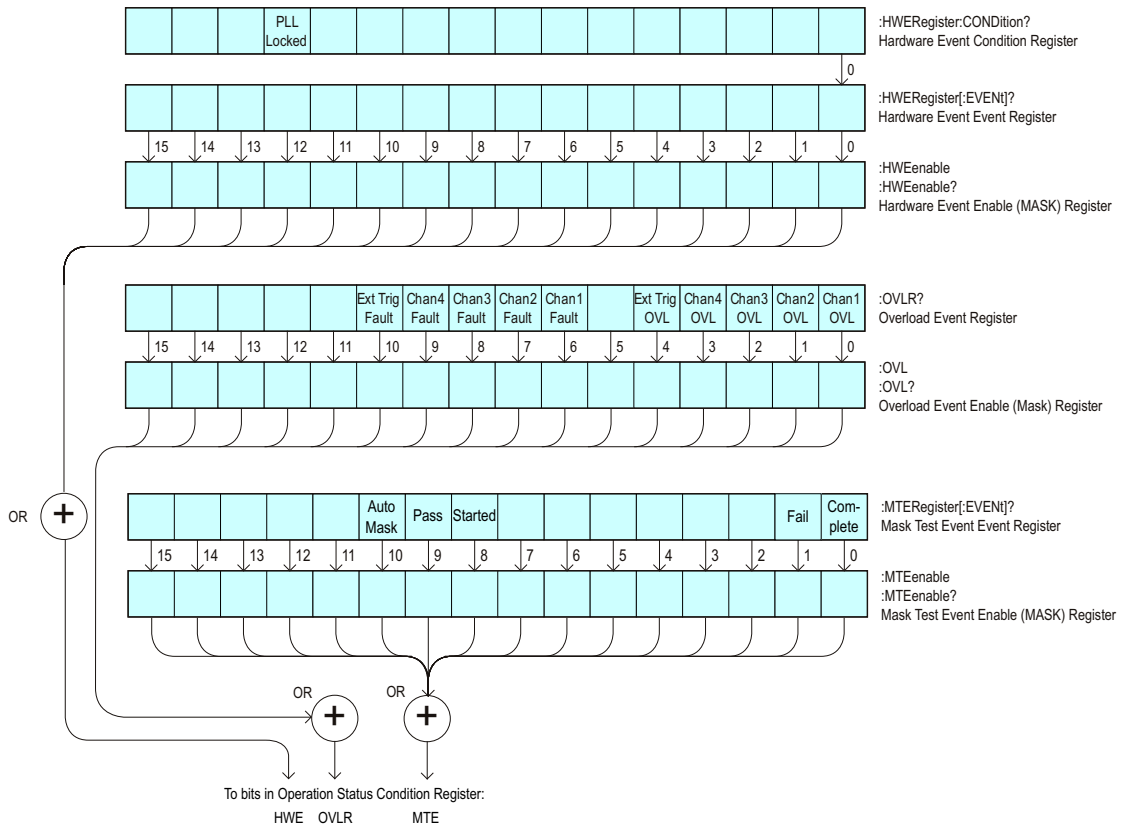 PLL
Locked
:HWERegister:CONDition?
Hardware Event Condition Register
0
:HWERegister[:EVENt]?
Hardware Event Event Register
15 14 13 12 11 10 9 8 7 6 5 4 3 2 1 0
:HWEenable
:HWEenable?
Hardware Event Enable (MASK) Register
Ext Trig Chan4 Chan3 Chan2 Chan1 Ext Trig Chan4 Chan3 Chan2 Chan1
Fault Fault Fault Fault Fault OVL OVL OVL OVL OVL
:OVLR?
Overload Event Register
15 14 13 12 11 10 9 8 7 6 5 4 3 2 1 0
:OVL
:OVL?
Overload Event Enable (Mask) Register
OR +
Auto
Mask
Pass
Started
Fail
Com-
plete
:MTERegister[:EVENt]?
Mask Test Event Event Register
15 14 13 12 11 10 9 8 7 6 5 4 3 2 1 0
:MTEenable
:MTEenable?
Mask Test Event Enable (MASK) Register
OR + OR +
To bits in Operation Status Condition Register:
HWE OVLR MTE